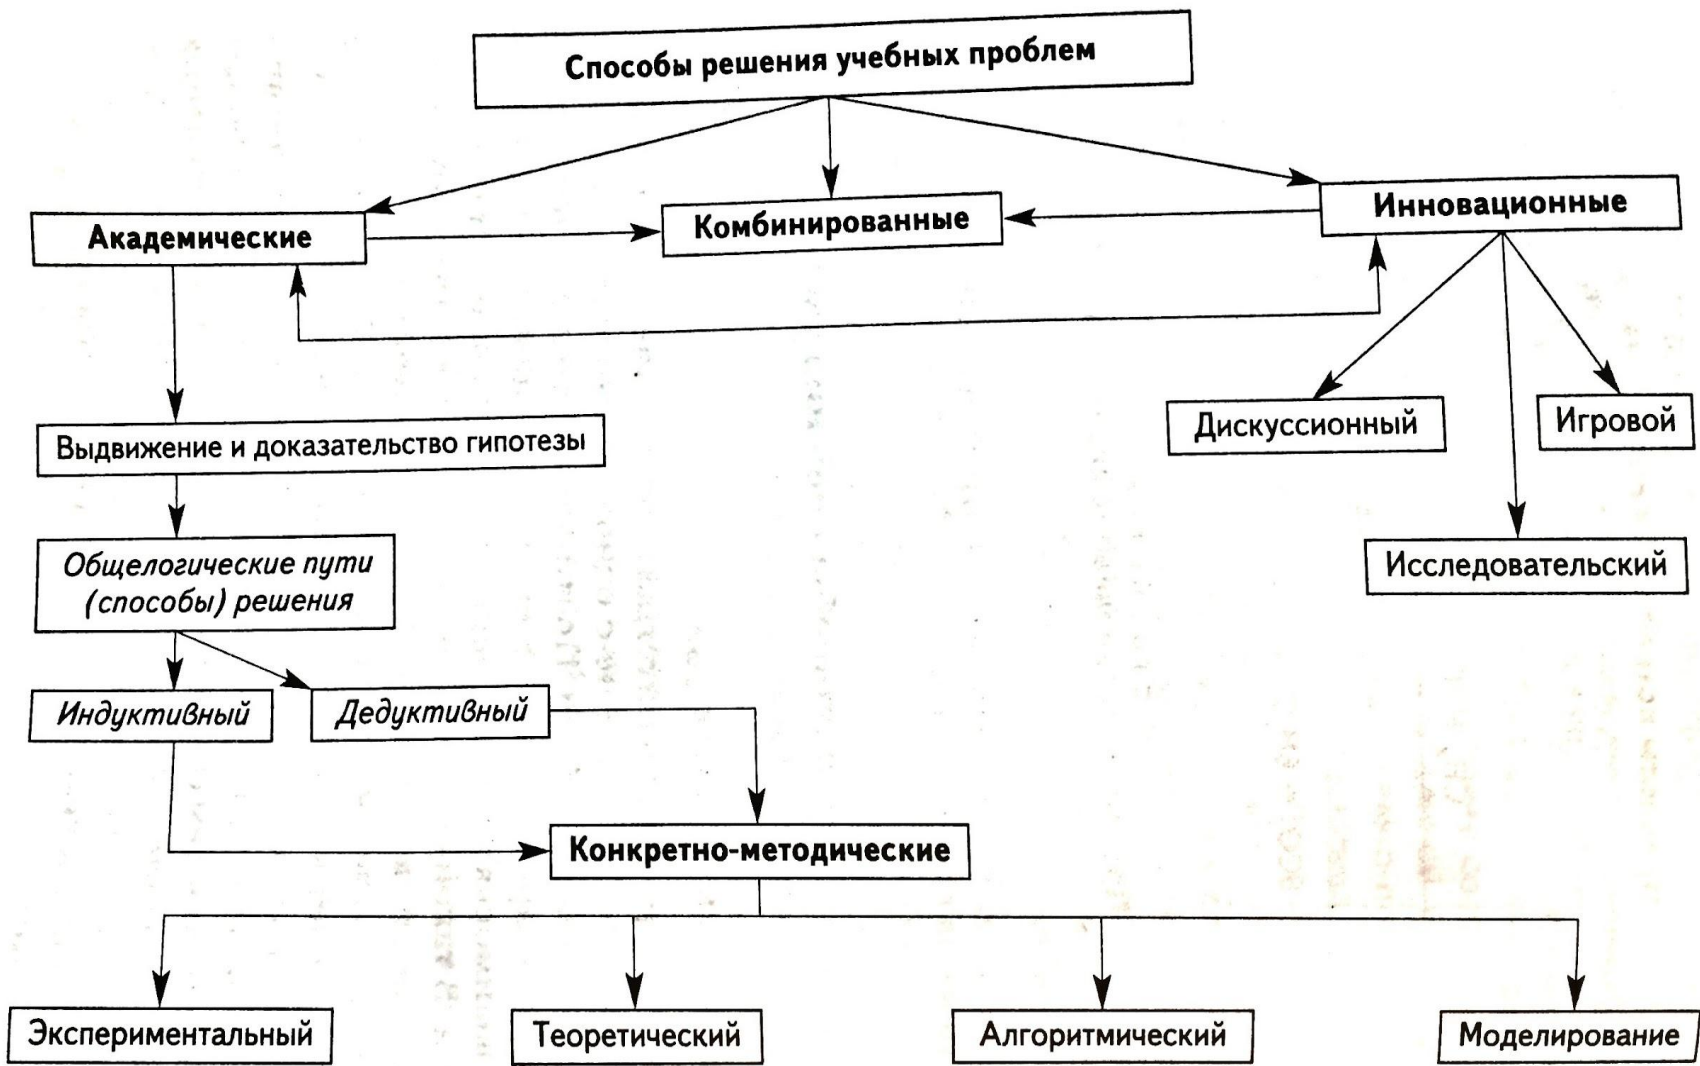 Способы решения учебных проблем
Академические
Комбинированные
Инновационные
Выдвижение и доказательство гипотезы
Дискуссионный
Игровой
Общелогические пути
(способы) решения
Исследовательский
Индуктивный
Дедуктивный
Конкретно-методические
Экспериментальный
Теоретический
Алгоритмический
Моделирование